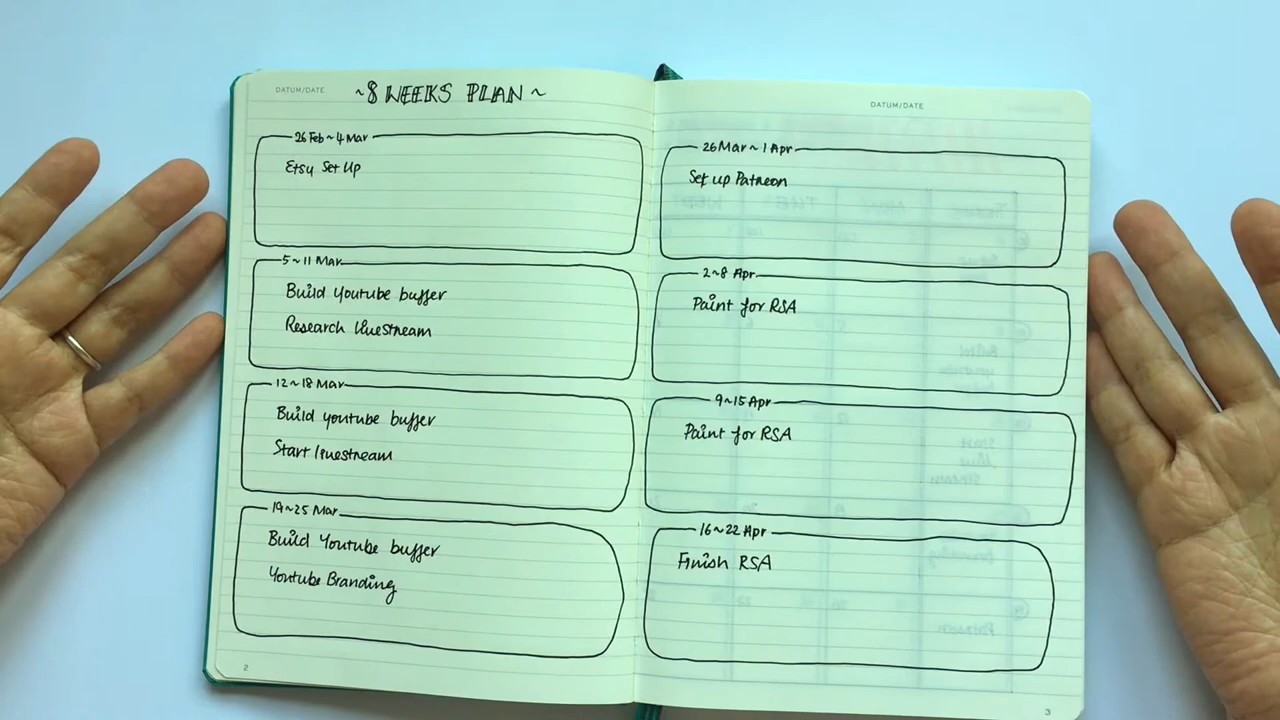 DATUM/DATE
~8 WEEKS PLAN~
26 Feb ~ 4 Mar
Etsy Set Up
5 ~ 11 Mar
Build Youtube buffer
Research livestream
12 ~ 18 Mar
Build youtube buffer
Start livestream
19 ~ 25 Mar
Build Youtube buffer
Youtube Branding
2
DATUM/DATE
26 Mar ~ 1 Apr
Set up Patreon
2 ~ 8 Apr
Paint for RSA
9 ~ 15 Apr
Paint for RSA
16 ~ 22 Apr
Finish RSA
3